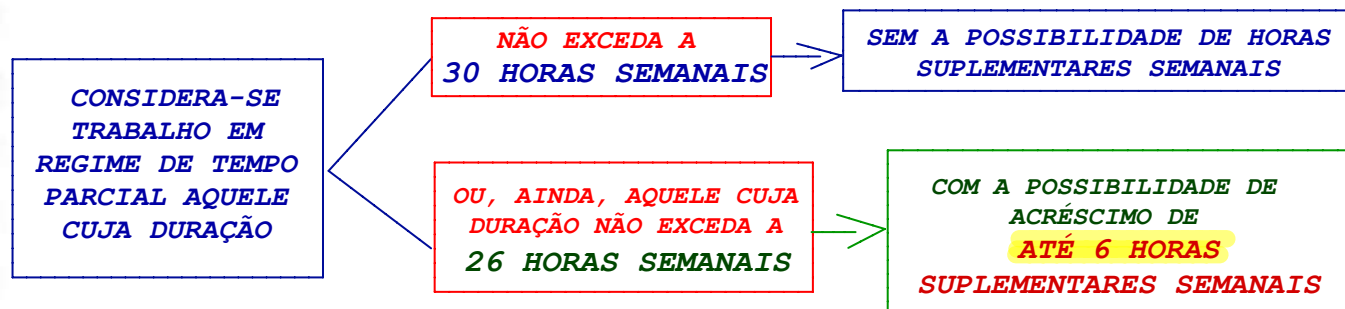 CONSIDERA-SE
TRABALHO EM
REGIME DE TEMPO
PARCIAL AQUELE
CUJA DURAÇÃO
NÃO EXCEDA A
30 HORAS SEMANAIS
SEM A POSSIBILIDADE DE HORAS
SUPLEMENTARES SEMANAIS
OU, AINDA, AQUELE CUJA
DURAÇÃO NÃO EXCEDA A
26 HORAS SEMANAIS
COM A POSSIBILIDADE DE
ACRÉSCIMO DE
ATÉ 6 HORAS
SUPLEMENTARES SEMANAIS